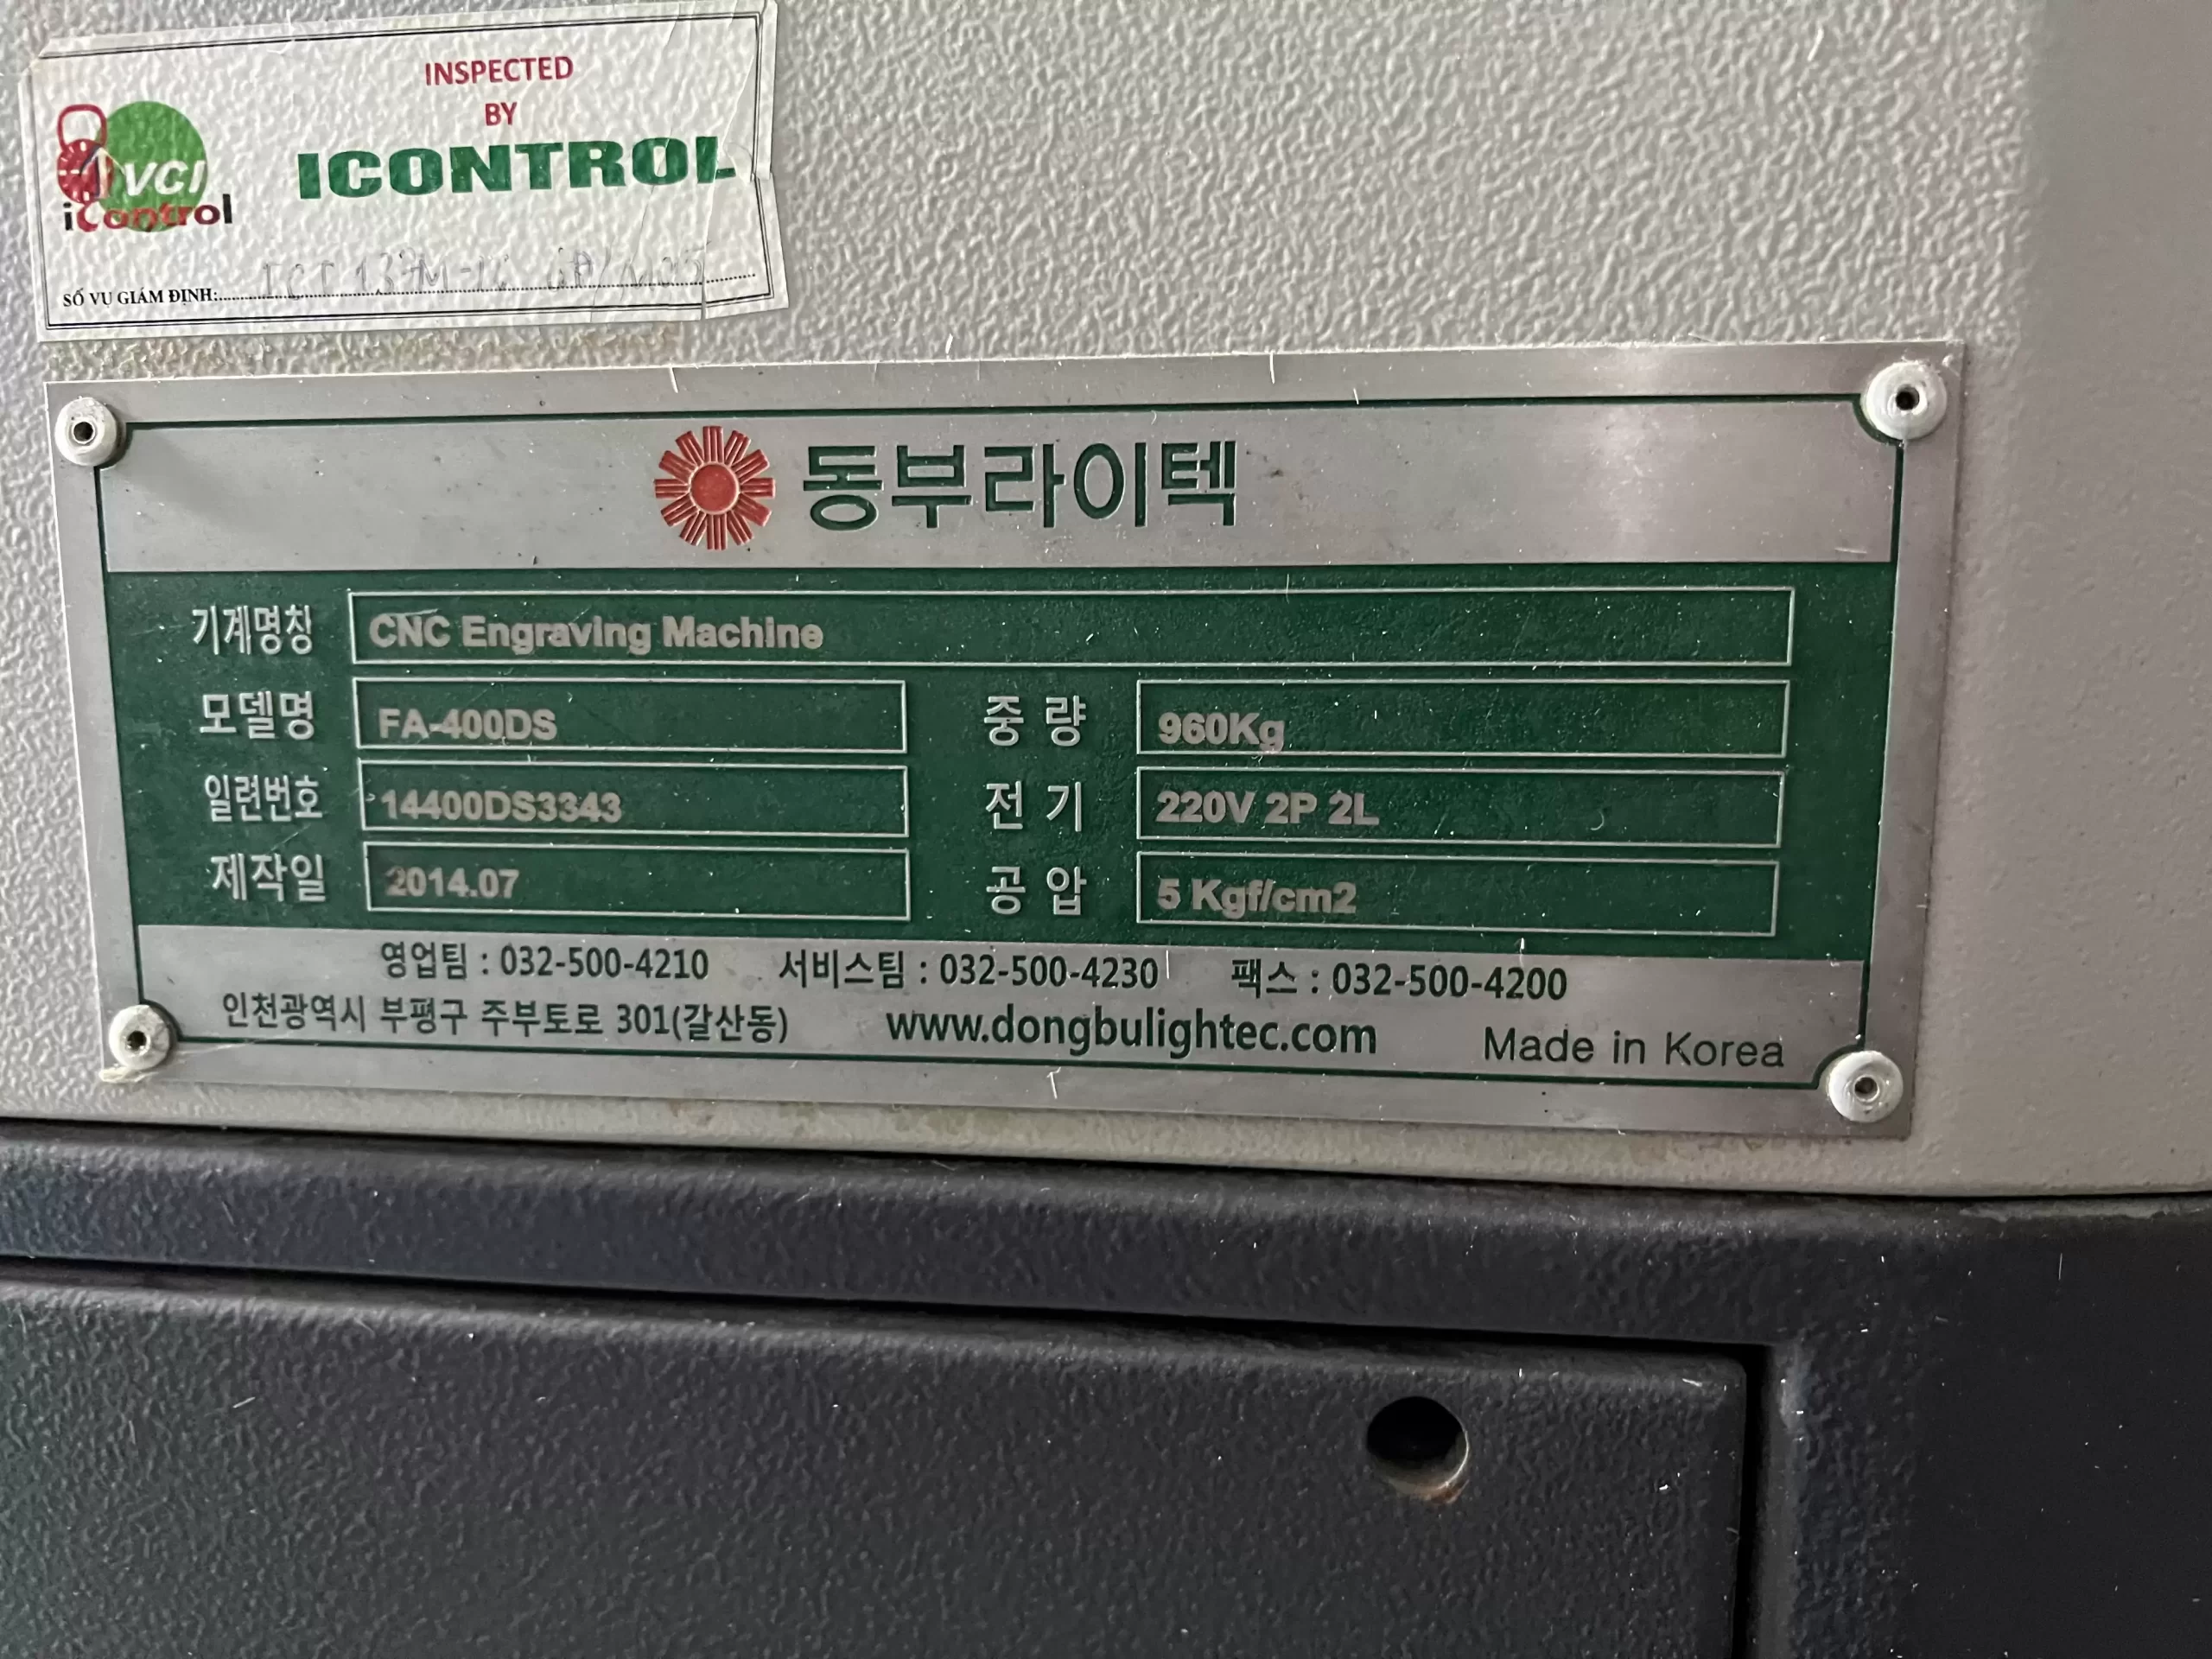 INSPECTED
BY
ICONTROL
VCI
iControl
SỐ VỤ GIÁM ĐỊNH:
동부라이텍
기계명칭 CNC Engraving Machine
모델명 FA-400DS 중 량 960Kg
일련번호 14400DS3343 전 기 220V 2P 2L
제작일 2014.07 공 압 5 Kgf/cm2
영업팀 : 032-500-4210 서비스팀 : 032-500-4230 팩스 : 032-500-4200
인천광역시 부평구 주부토로 301(갈산동) www.dongbulightec.com Made in Korea